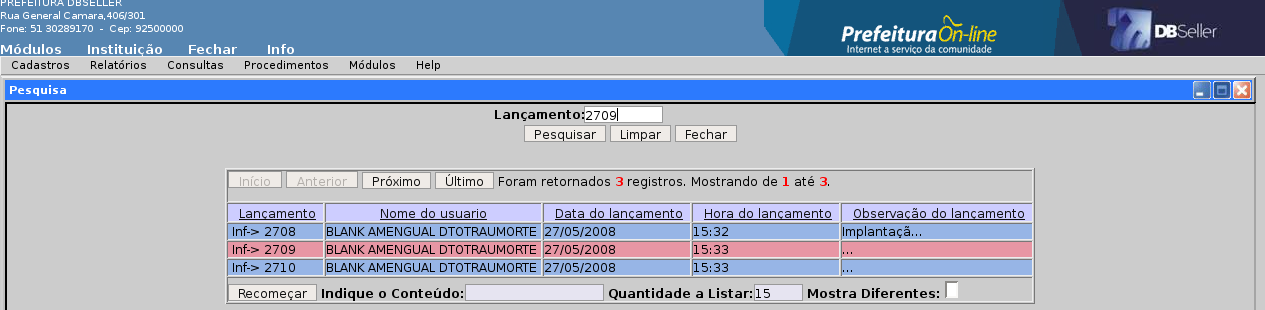 PREFEITURA DBSELLER
Rua General Camara,406/301
Fone: 51 30289170 - Cep: 92500000
PrefeituraOn-line
Internet a serviço da comunidade
DBSeller
Módulos Instituição Fechar Info
Cadastros Relatórios Consultas Procedimentos Módulos Help
Pesquisa
Lançamento: 2709
Pesquisar Limpar Fechar
Início Anterior Próximo Último Foram retornados 3 registros. Mostrando de 1 até 3.
Lançamento Nome do usuario Data do lançamento Hora do lançamento Observação do lançamento
Inf-> 2708 BLANK AMENGUAL DTOTRAUMORTE 27/05/2008 15:32 Implantaçã...
Inf-> 2709 BLANK AMENGUAL DTOTRAUMORTE 27/05/2008 15:33 ...
Inf-> 2710 BLANK AMENGUAL DTOTRAUMORTE 27/05/2008 15:33 ...
Recomeçar Indique o Conteúdo: Quantidade a Listar: 15 Mostra Diferentes: